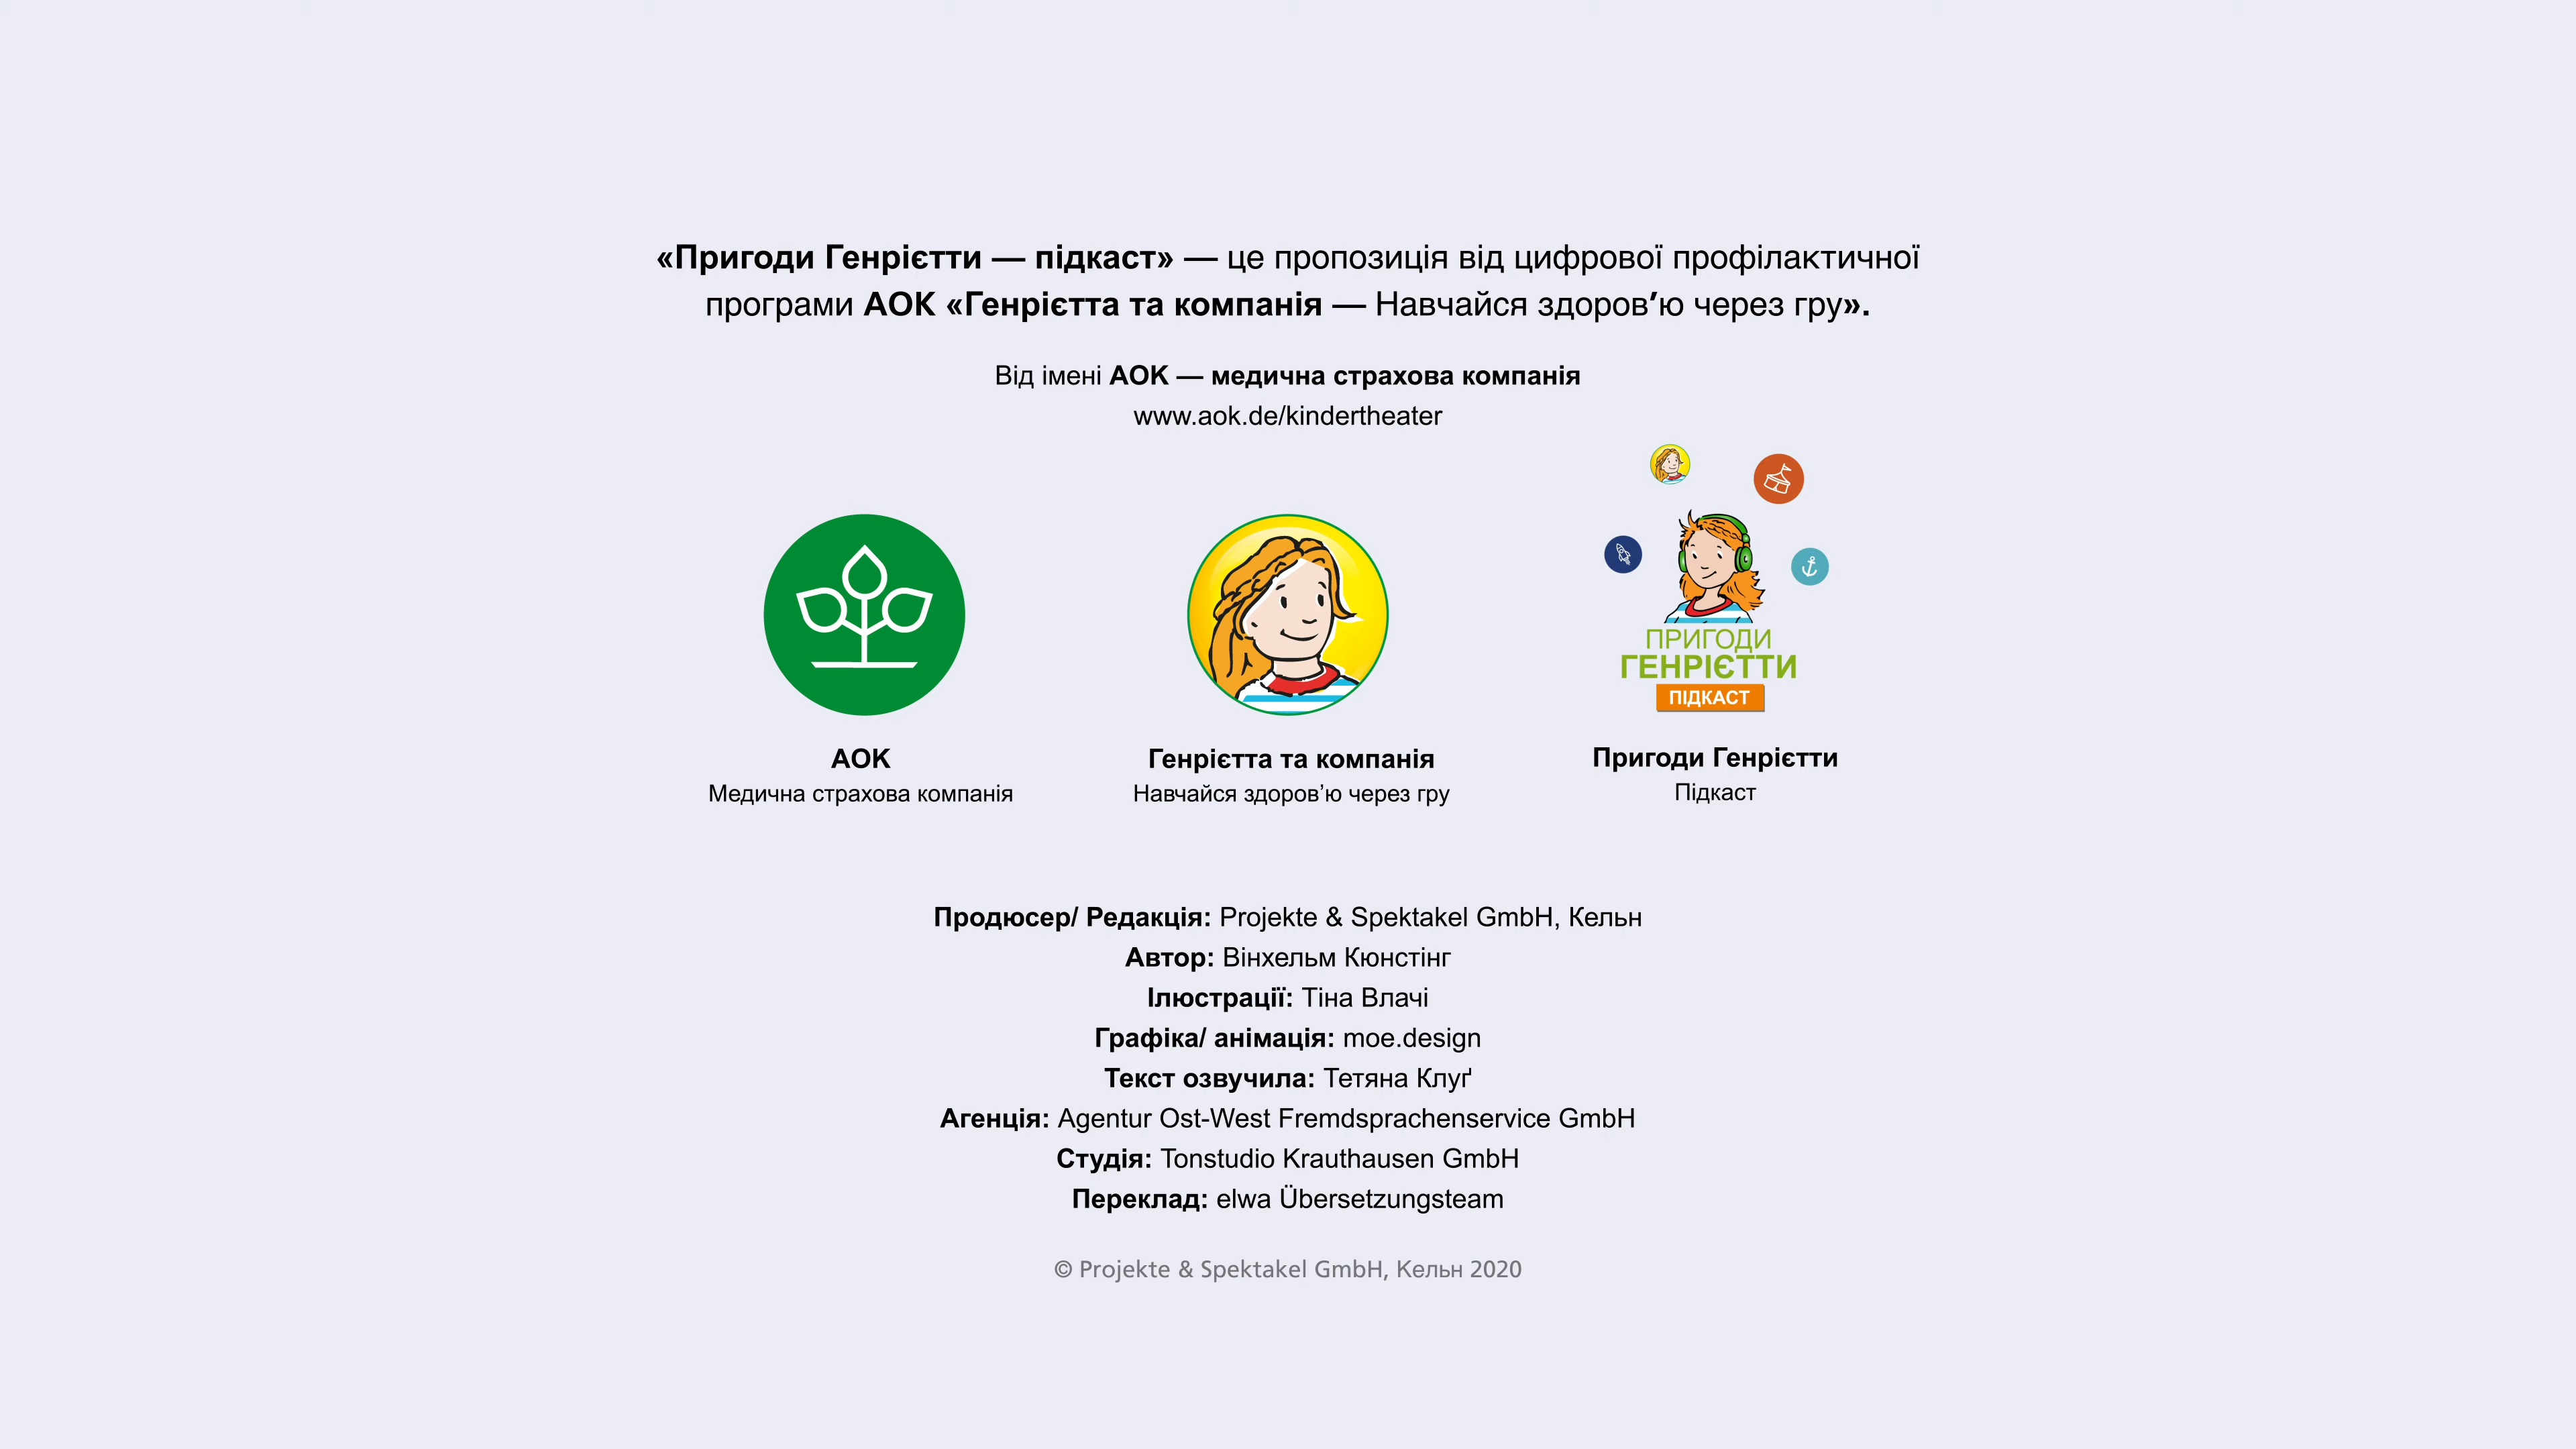 «Пригоди Генрієтти — підкаст» — це пропозиція від цифрової профілактичної
програми АОК «Генрієтта та компанія — Навчайся здоров’ю через гру».
Від імені АОК — медична страхова компанія
www.aok.de/kindertheater
ПРИГОДИ
ГЕНРІЄТТИ
ПІДКАСТ
АОК
Медична страхова компанія
Генрієтта та компанія
Навчайся здоров’ю через гру
Пригоди Генрієтти
Підкаст
Продюсер/ Редакція: Projekte & Spektakel GmbH, Кельн
Автор: Вінхельм Кюнстінг
Ілюстрації: Тіна Влачі
Графіка/ анімація: moe.design
Текст озвучила: Тетяна Клуґ
Агенція: Agentur Ost-West Fremdsprachenservice GmbH
Студія: Tonstudio Krauthausen GmbH
Переклад: elwa Übersetzungsteam
© Projekte & Spektakel GmbH, Кельн 2020